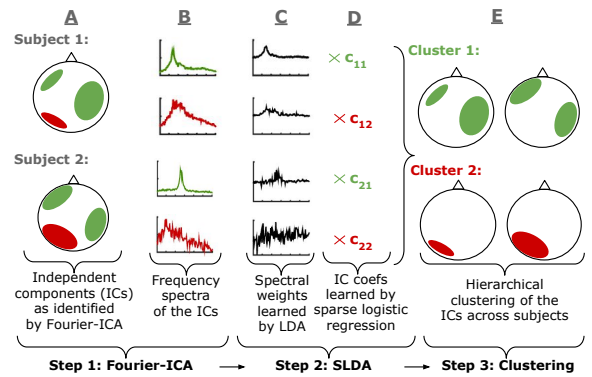 A B C D E
Subject 1:
× c11
× c12
Subject 2:
× c21
× c22
Cluster 1:
Cluster 2:
Independent
components (ICs)
as identified
by Fourier-ICA
Frequency
spectra
of the ICs
Spectral
weights
learned
by LDA
IC coefs
learned by
sparse logistic
regression
Hierarchical
clustering of the
ICs across subjects
Step 1: Fourier-ICA → Step 2: SLDA → Step 3: Clustering